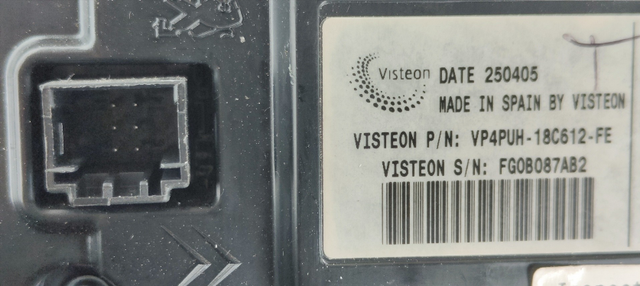 Visteon
DATE 250405
MADE IN SPAIN BY VISTEON
VISTEON P/N: VP4PUH-18C612-FE
VISTEON S/N: FG0B087AB2